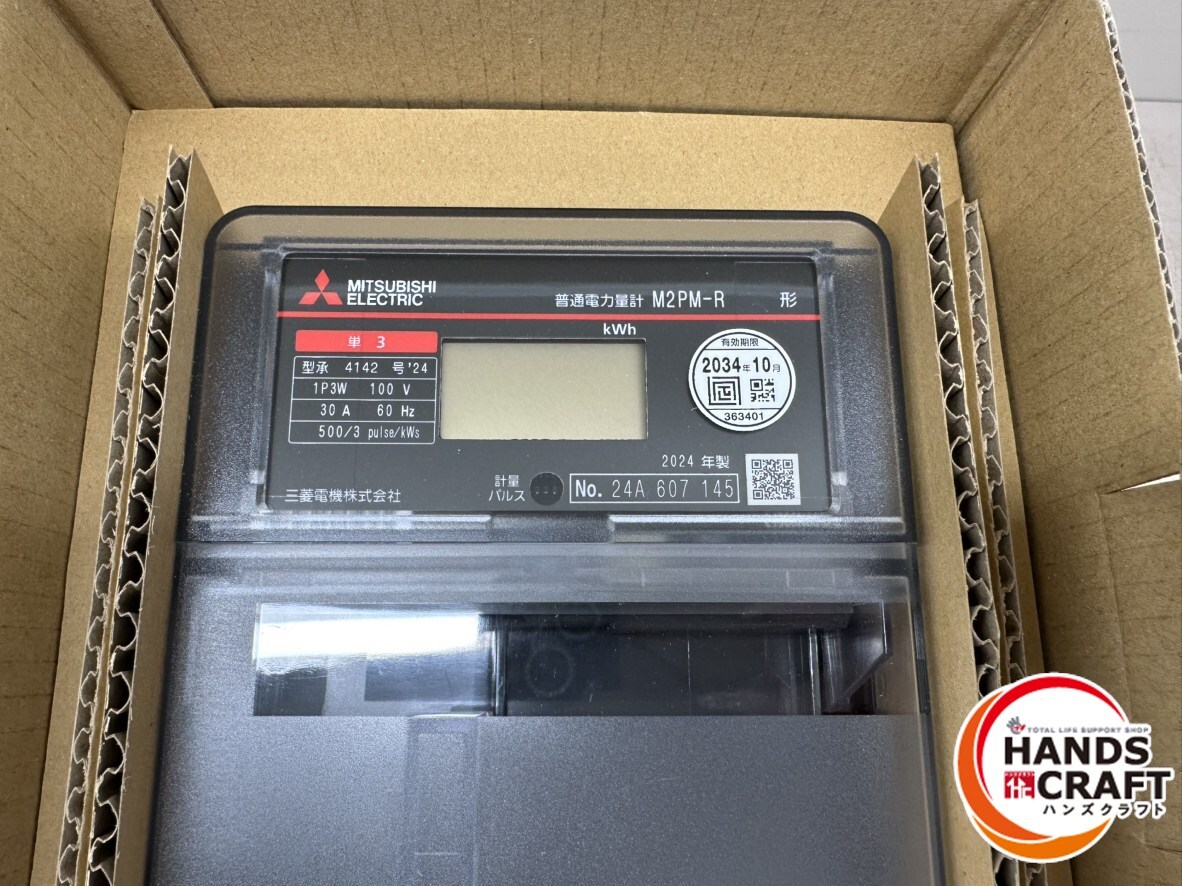 MITSUBISHI
ELECTRIC
普通電力量計 M2PM-R 形
kWh
単 3
型承 4142 号'24
1P3W 100 V
30 A 60 Hz
500/3 pulse/kWs
有効期限
2034年10月
363401
2024 年製
計量
パルス
No. 24A 607 145
三菱電機株式会社
TOTAL LIFE SUPPORT SHOP
HANDS
CRAFT
ハンズクラフト